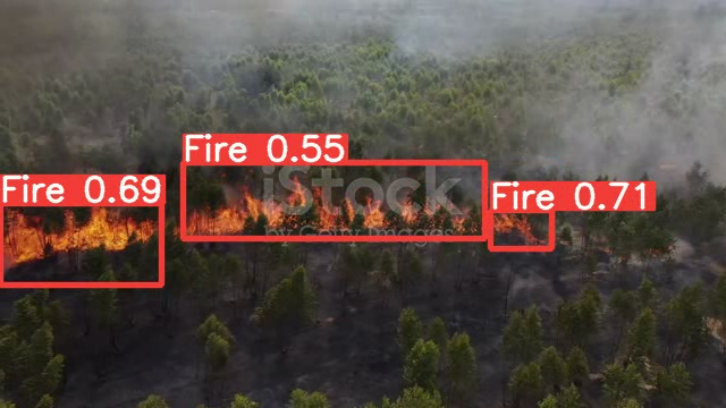 Fire 0.55
Fire 0.69
Fire 0.71
iStock
by Getty Images